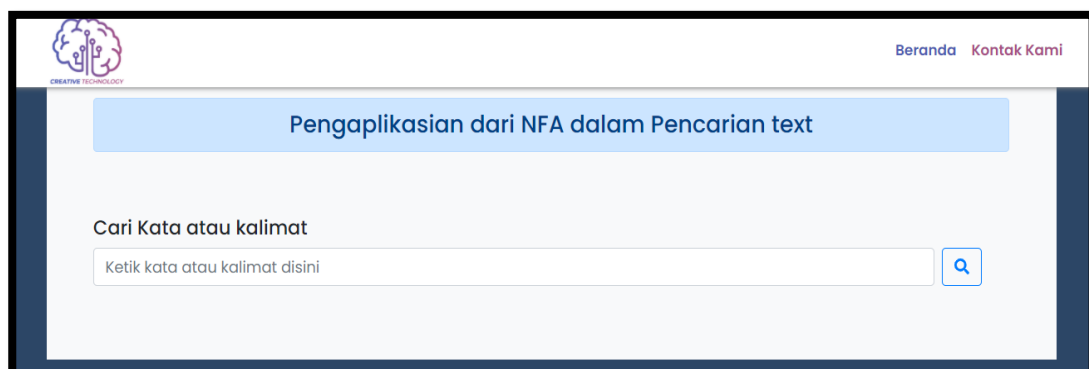 CREATIVE TECHNOLOGY
Beranda Kontak Kami
Pengaplikasian dari NFA dalam Pencarian text
Cari Kata atau kalimat
Ketik kata atau kalimat disini